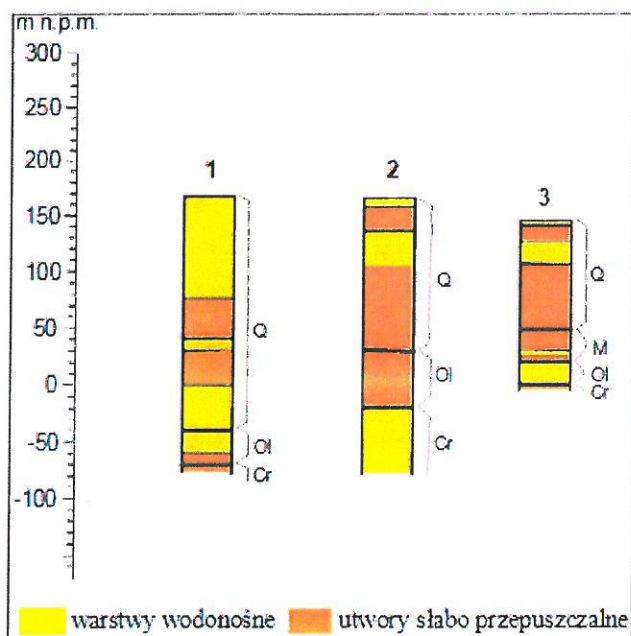 m n.p.m.
300
250
200
150
100
50
0
-50
-100
1
Q
Ol
Cr
2
Q
Ol
Cr
3
Q
M
Ol
Cr
warstwy wodonośne utwory słabo przepuszczalne